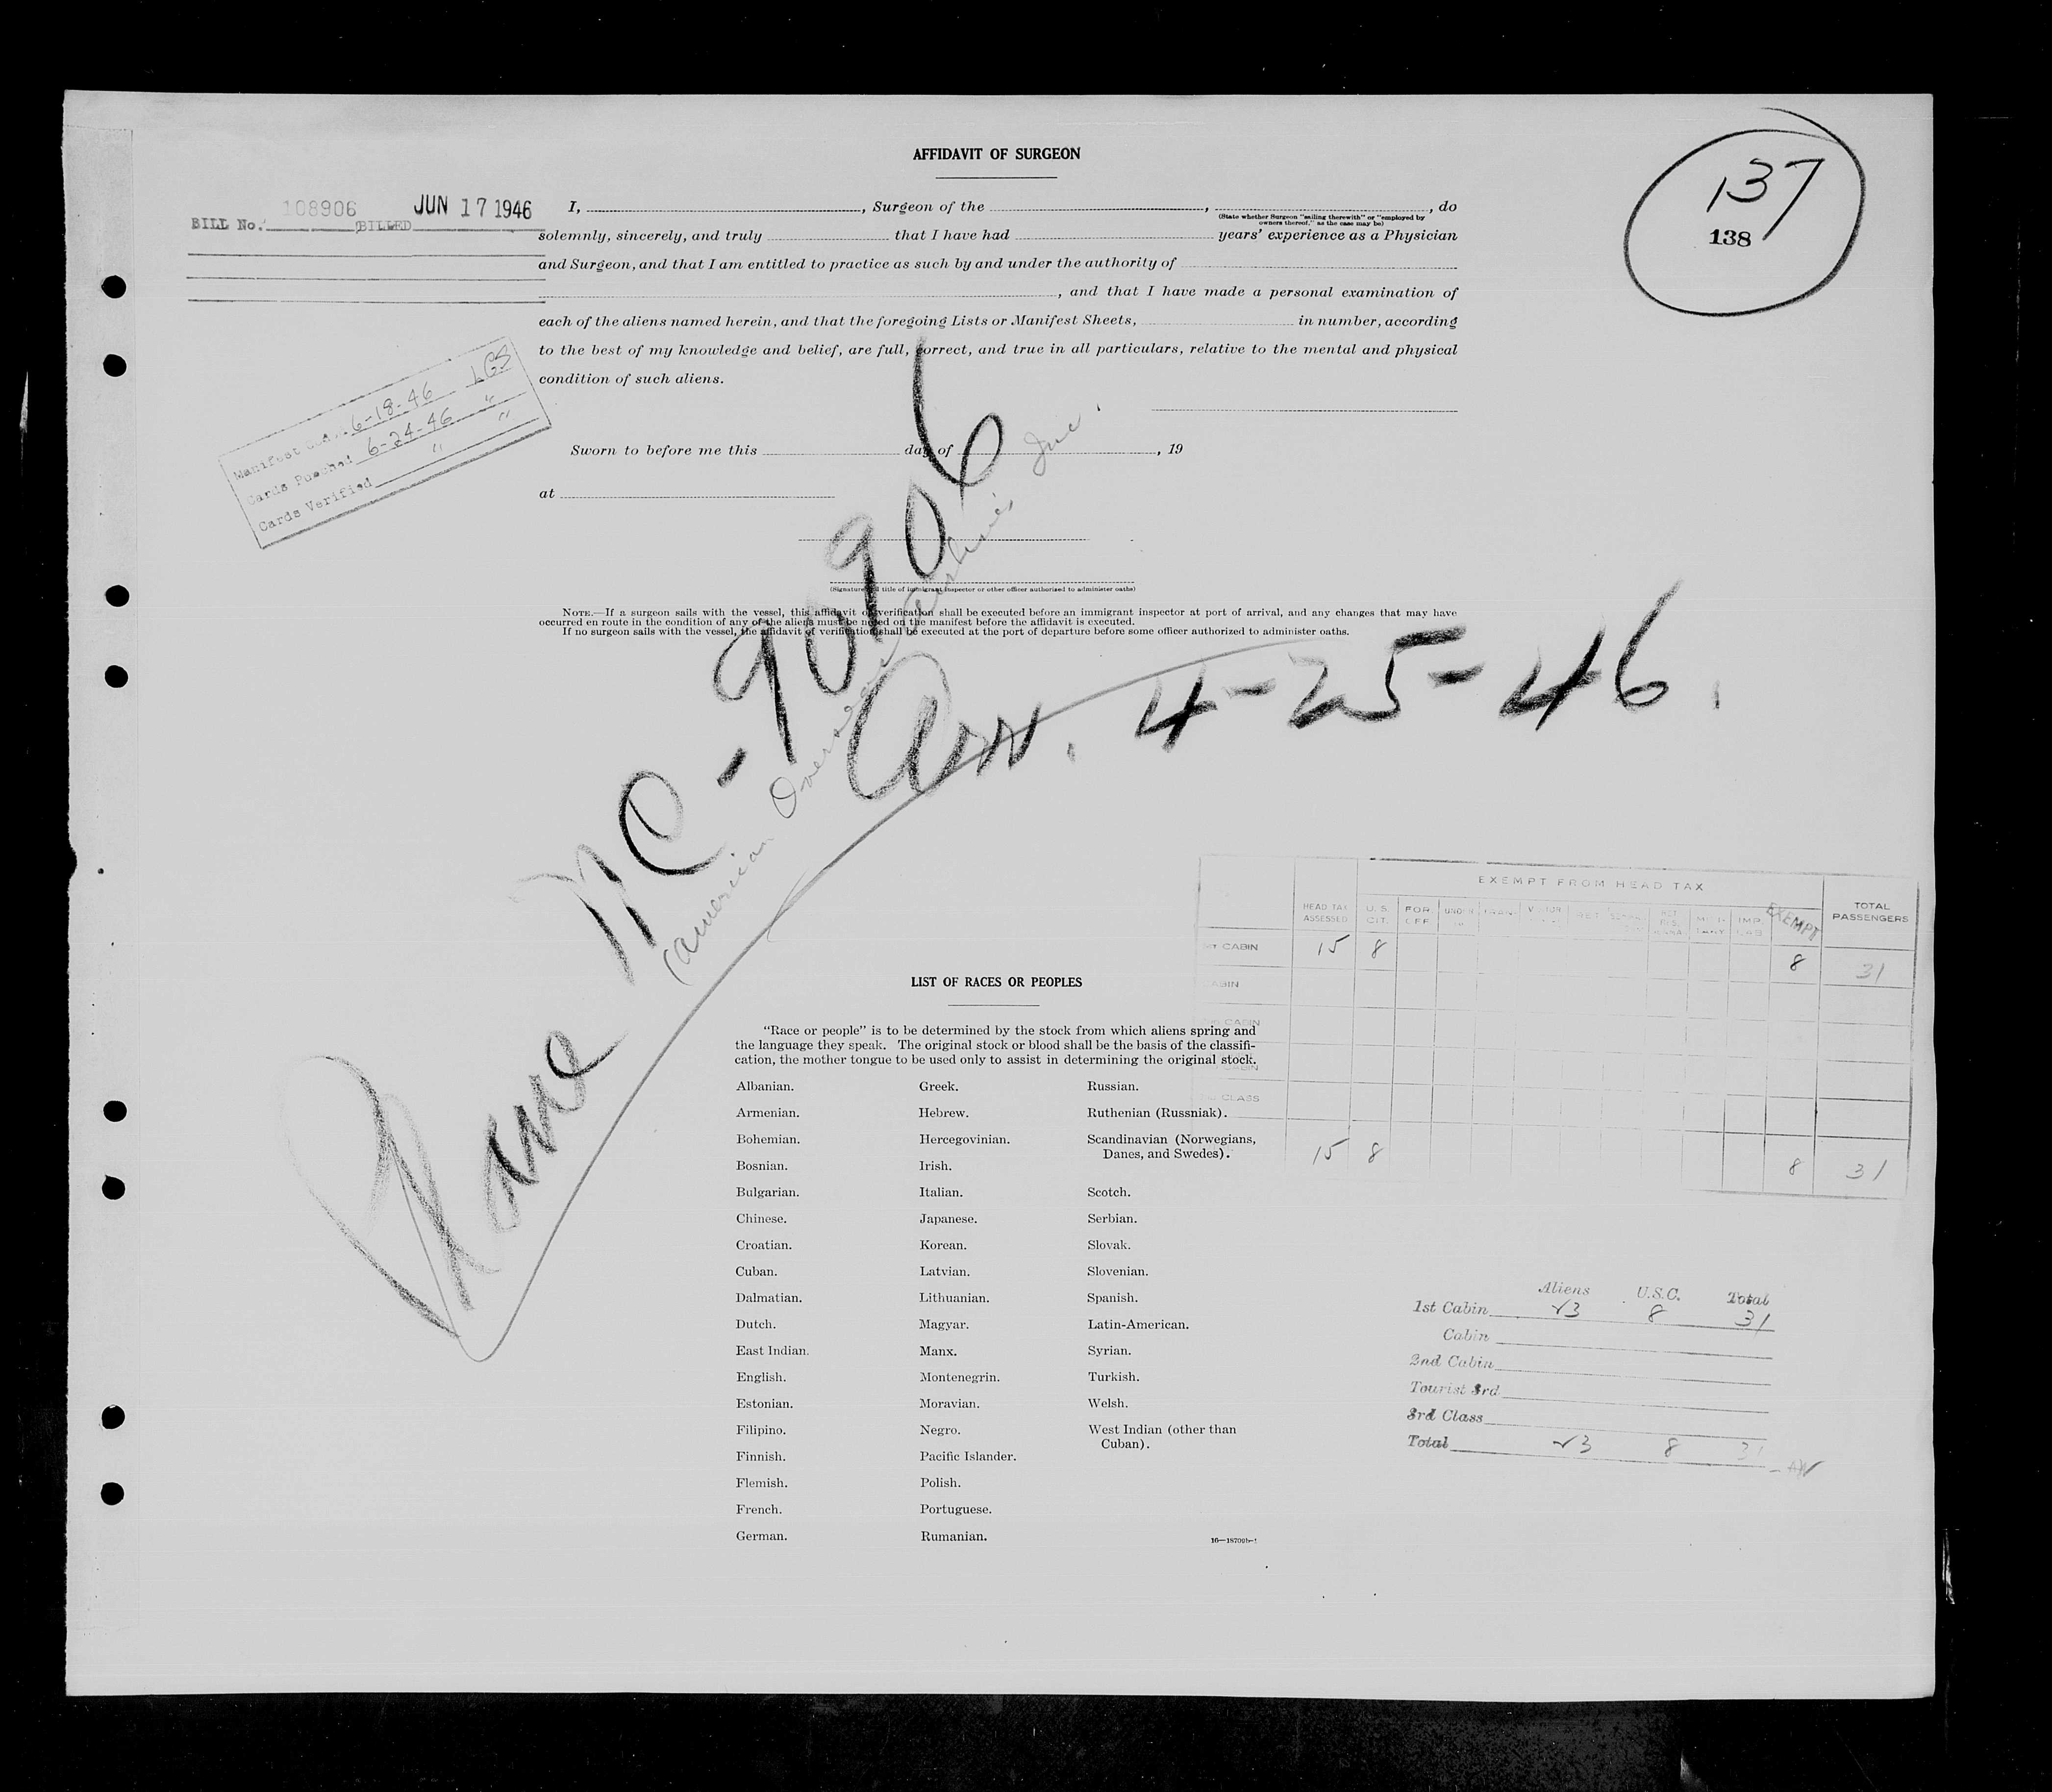 AFFIDAVIT OF SURGEON
137
138
BILL No. 108906 BILLED JUN 17 1946
I, , Surgeon of the , , do
(State whether Surgeon "sailing therewith" or "employed by
owners thereof," as the case may be)
solemnly, sincerely, and truly that I have had years' experience as a Physician
and Surgeon, and that I am entitled to practice as such by and under the authority of
, and that I have made a personal examination of
each of the aliens named herein, and that the foregoing Lists or Manifest Sheets, in number, according
to the best of my knowledge and belief, are full, correct, and true in all particulars, relative to the mental and physical
condition of such aliens.
Manifest 6-18-46 LGS
Cards Punched 6-24-46 "
Cards Verified " "
Sworn to before me this day of , 19
at
(Signature and title of immigrant inspector or other officer authorized to administer oaths)
NOTE.—If a surgeon sails with the vessel, this affidavit of verification shall be executed before an immigrant inspector at port of arrival, and any changes that may have
occurred en route in the condition of any of the aliens must be noted on the manifest before the affidavit is executed.
If no surgeon sails with the vessel, the affidavit of verification shall be executed at the port of departure before some officer authorized to administer oaths.
Plane NC-90906
(American Overseas Airlines Inc.
Arr. 4-25-46.
EXEMPT FROM HEAD TAX
HEAD TAX ASSESSED U.S. CIT. FOR. OFF. EXEMPT TOTAL PASSENGERS
1st CABIN 15 8 8 31
CABIN
CABIN
CABIN
CLASS
15 8 8 31
LIST OF RACES OR PEOPLES
"Race or people" is to be determined by the stock from which aliens spring and
the language they speak. The original stock or blood shall be the basis of the classifi-
cation, the mother tongue to be used only to assist in determining the original stock.
Albanian. Greek. Russian.
Armenian. Hebrew. Ruthenian (Russniak).
Bohemian. Hercegovinian. Scandinavian (Norwegians,
Danes, and Swedes).
Bosnian. Irish.
Bulgarian. Italian. Scotch.
Chinese. Japanese. Serbian.
Croatian. Korean. Slovak.
Cuban. Latvian. Slovenian.
Dalmatian. Lithuanian. Spanish.
Dutch. Magyar. Latin-American.
East Indian. Manx. Syrian.
English. Montenegrin. Turkish.
Estonian. Moravian. Welsh.
Filipino. Negro. West Indian (other than
Cuban).
Finnish. Pacific Islander.
Flemish. Polish.
French. Portuguese.
German. Rumanian.
Aliens U.S.C. Total
1st Cabin 23 8 31
Cabin
2nd Cabin
Tourist 3rd
3rd Class
Total 23 8 31